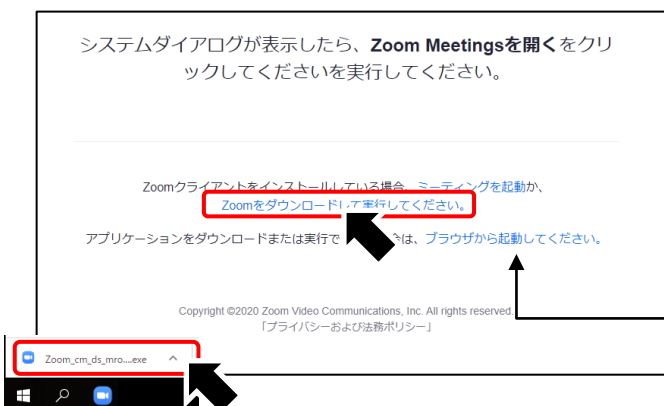 システムダイアログが表示したら、Zoom Meetingsを開くをクリ
ックしてくださいを実行してください。
Zoomクライアントをインストールしている場合、ミーティングを起動か、
Zoomをダウンロードして実行してください。
アプリケーションをダウンロードまたは実行で は、ブラウザから起動してください。
Copyright ©2020 Zoom Video Communications, Inc. All rights reserved.
「プライバシーおよび法務ポリシー」
Zoom_cm_ds_mro....exe